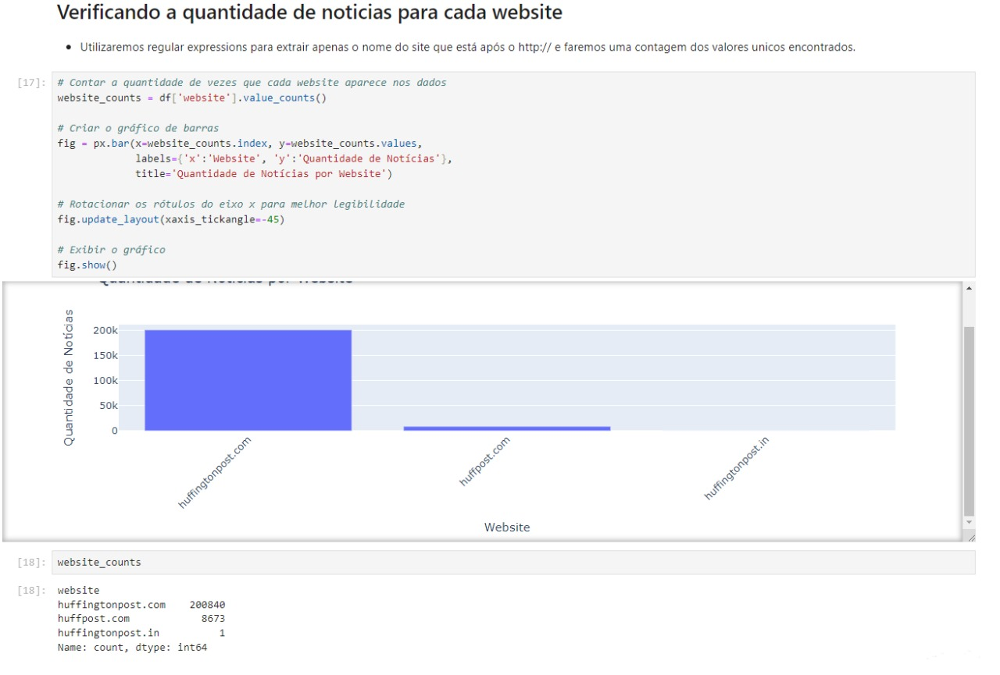 Verificando a quantidade de noticias para cada website
• Utilizaremos regular expressions para extrair apenas o nome do site que está após o http:// e faremos uma contagem dos valores unicos encontrados.
[17]:
# Contar a quantidade de vezes que cada website aparece nos dados
website_counts = df['website'].value_counts()
# Criar o gráfico de barras
fig = px.bar(x=website_counts.index, y=website_counts.values,
labels={'x':'Website', 'y':'Quantidade de Notícias'},
title='Quantidade de Notícias por Website')
# Rotacionar os rótulos do eixo x para melhor legibilidade
fig.update_layout(xaxis_tickangle=-45)
# Exibir o gráfico
fig.show()
Quantidade de Notícias por Website
Quantidade de Notícias
200k
150k
100k
50k
0
huffingtonpost.com
huffpost.com
huffingtonpost.in
Website
[18]:
website_counts
[18]:
website
huffingtonpost.com    200840
huffpost.com            8673
huffingtonpost.in          1
Name: count, dtype: int64